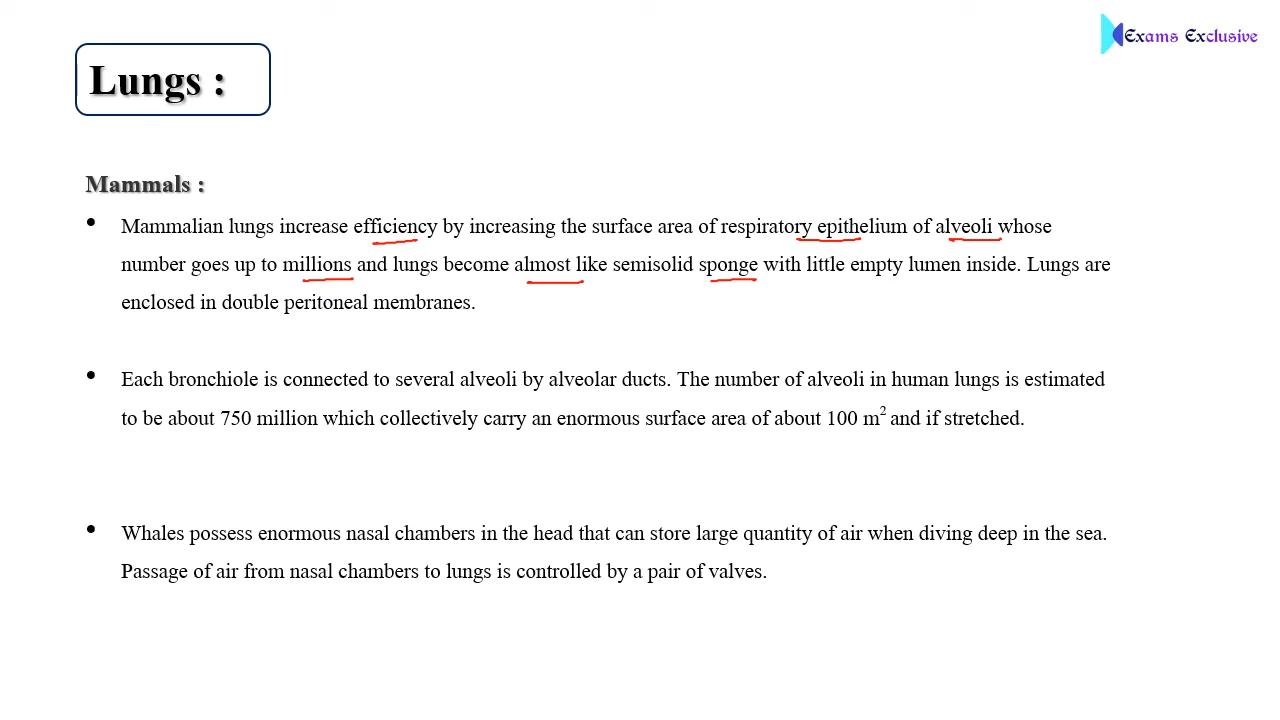 Exams Exclusive
Lungs :
Mammals :
• Mammalian lungs increase efficiency by increasing the surface area of respiratory epithelium of alveoli whose
number goes up to millions and lungs become almost like semisolid sponge with little empty lumen inside. Lungs are
enclosed in double peritoneal membranes.
• Each bronchiole is connected to several alveoli by alveolar ducts. The number of alveoli in human lungs is estimated
to be about 750 million which collectively carry an enormous surface area of about 100 m² and if stretched.
• Whales possess enormous nasal chambers in the head that can store large quantity of air when diving deep in the sea.
Passage of air from nasal chambers to lungs is controlled by a pair of valves.